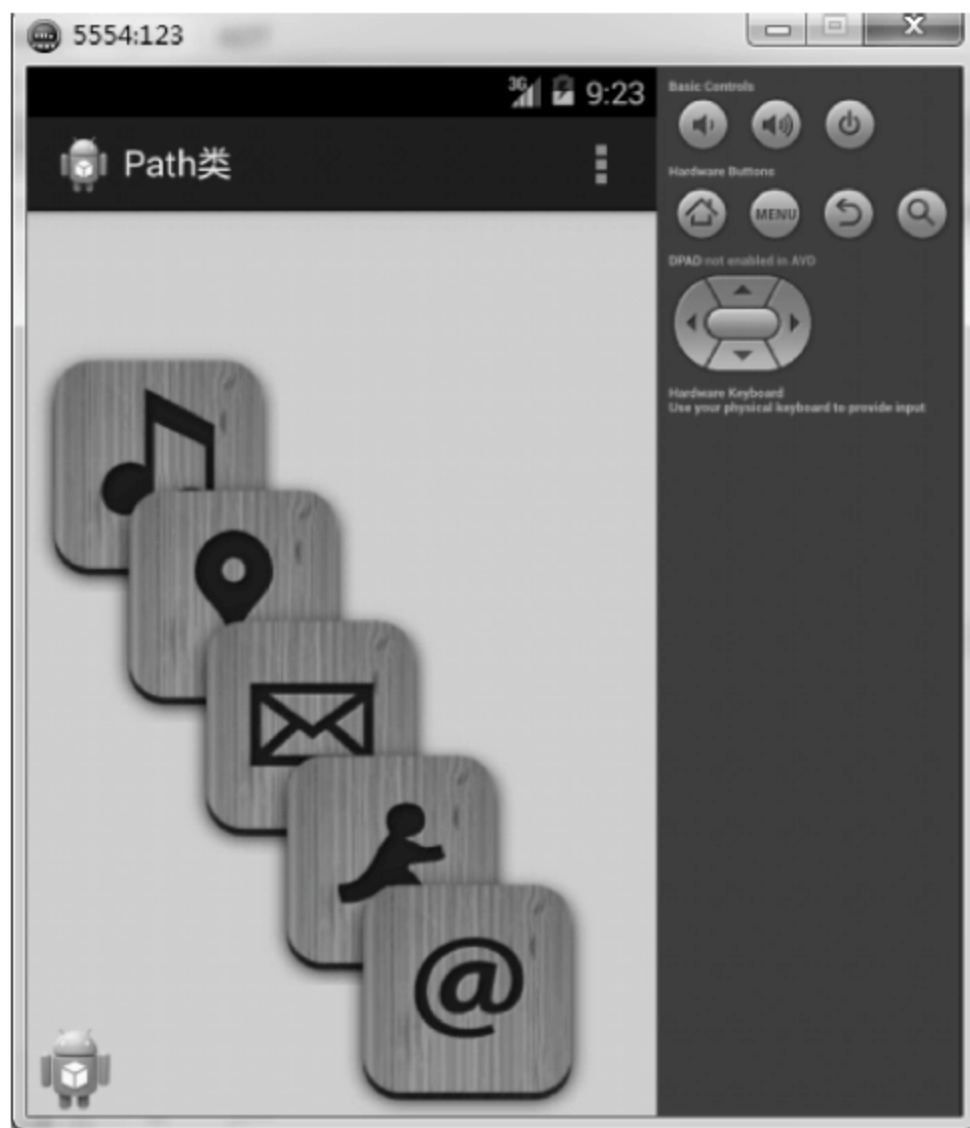 5554:123
3G 9:23
Path类
@
Basic Controls
Hardware Buttons
MENU
DPAD not enabled in AVD
Hardware Keyboard
Use your physical keyboard to provide input